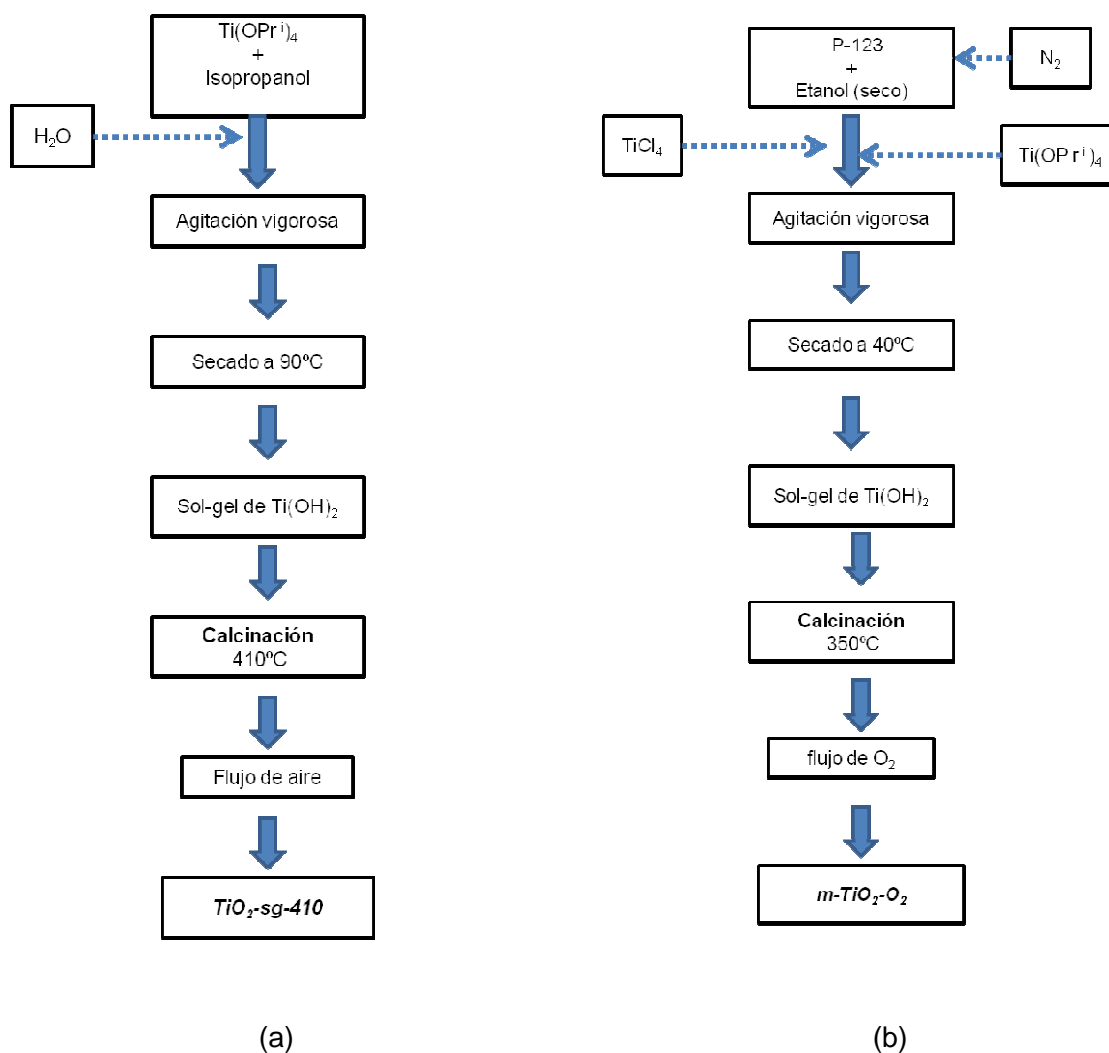 Ti(OPrⁱ)₄
+
Isopropanol
H₂O
Agitación vigorosa
Secado a 90ºC
Sol-gel de Ti(OH)₂
Calcinación
410ºC
Flujo de aire
TiO₂-sg-410
(a)
P-123
+
Etanol (seco)
N₂
TiCl₄
Ti(OPrⁱ)₄
Agitación vigorosa
Secado a 40ºC
Sol-gel de Ti(OH)₂
Calcinación
350ºC
flujo de O₂
m-TiO₂-O₂
(b)